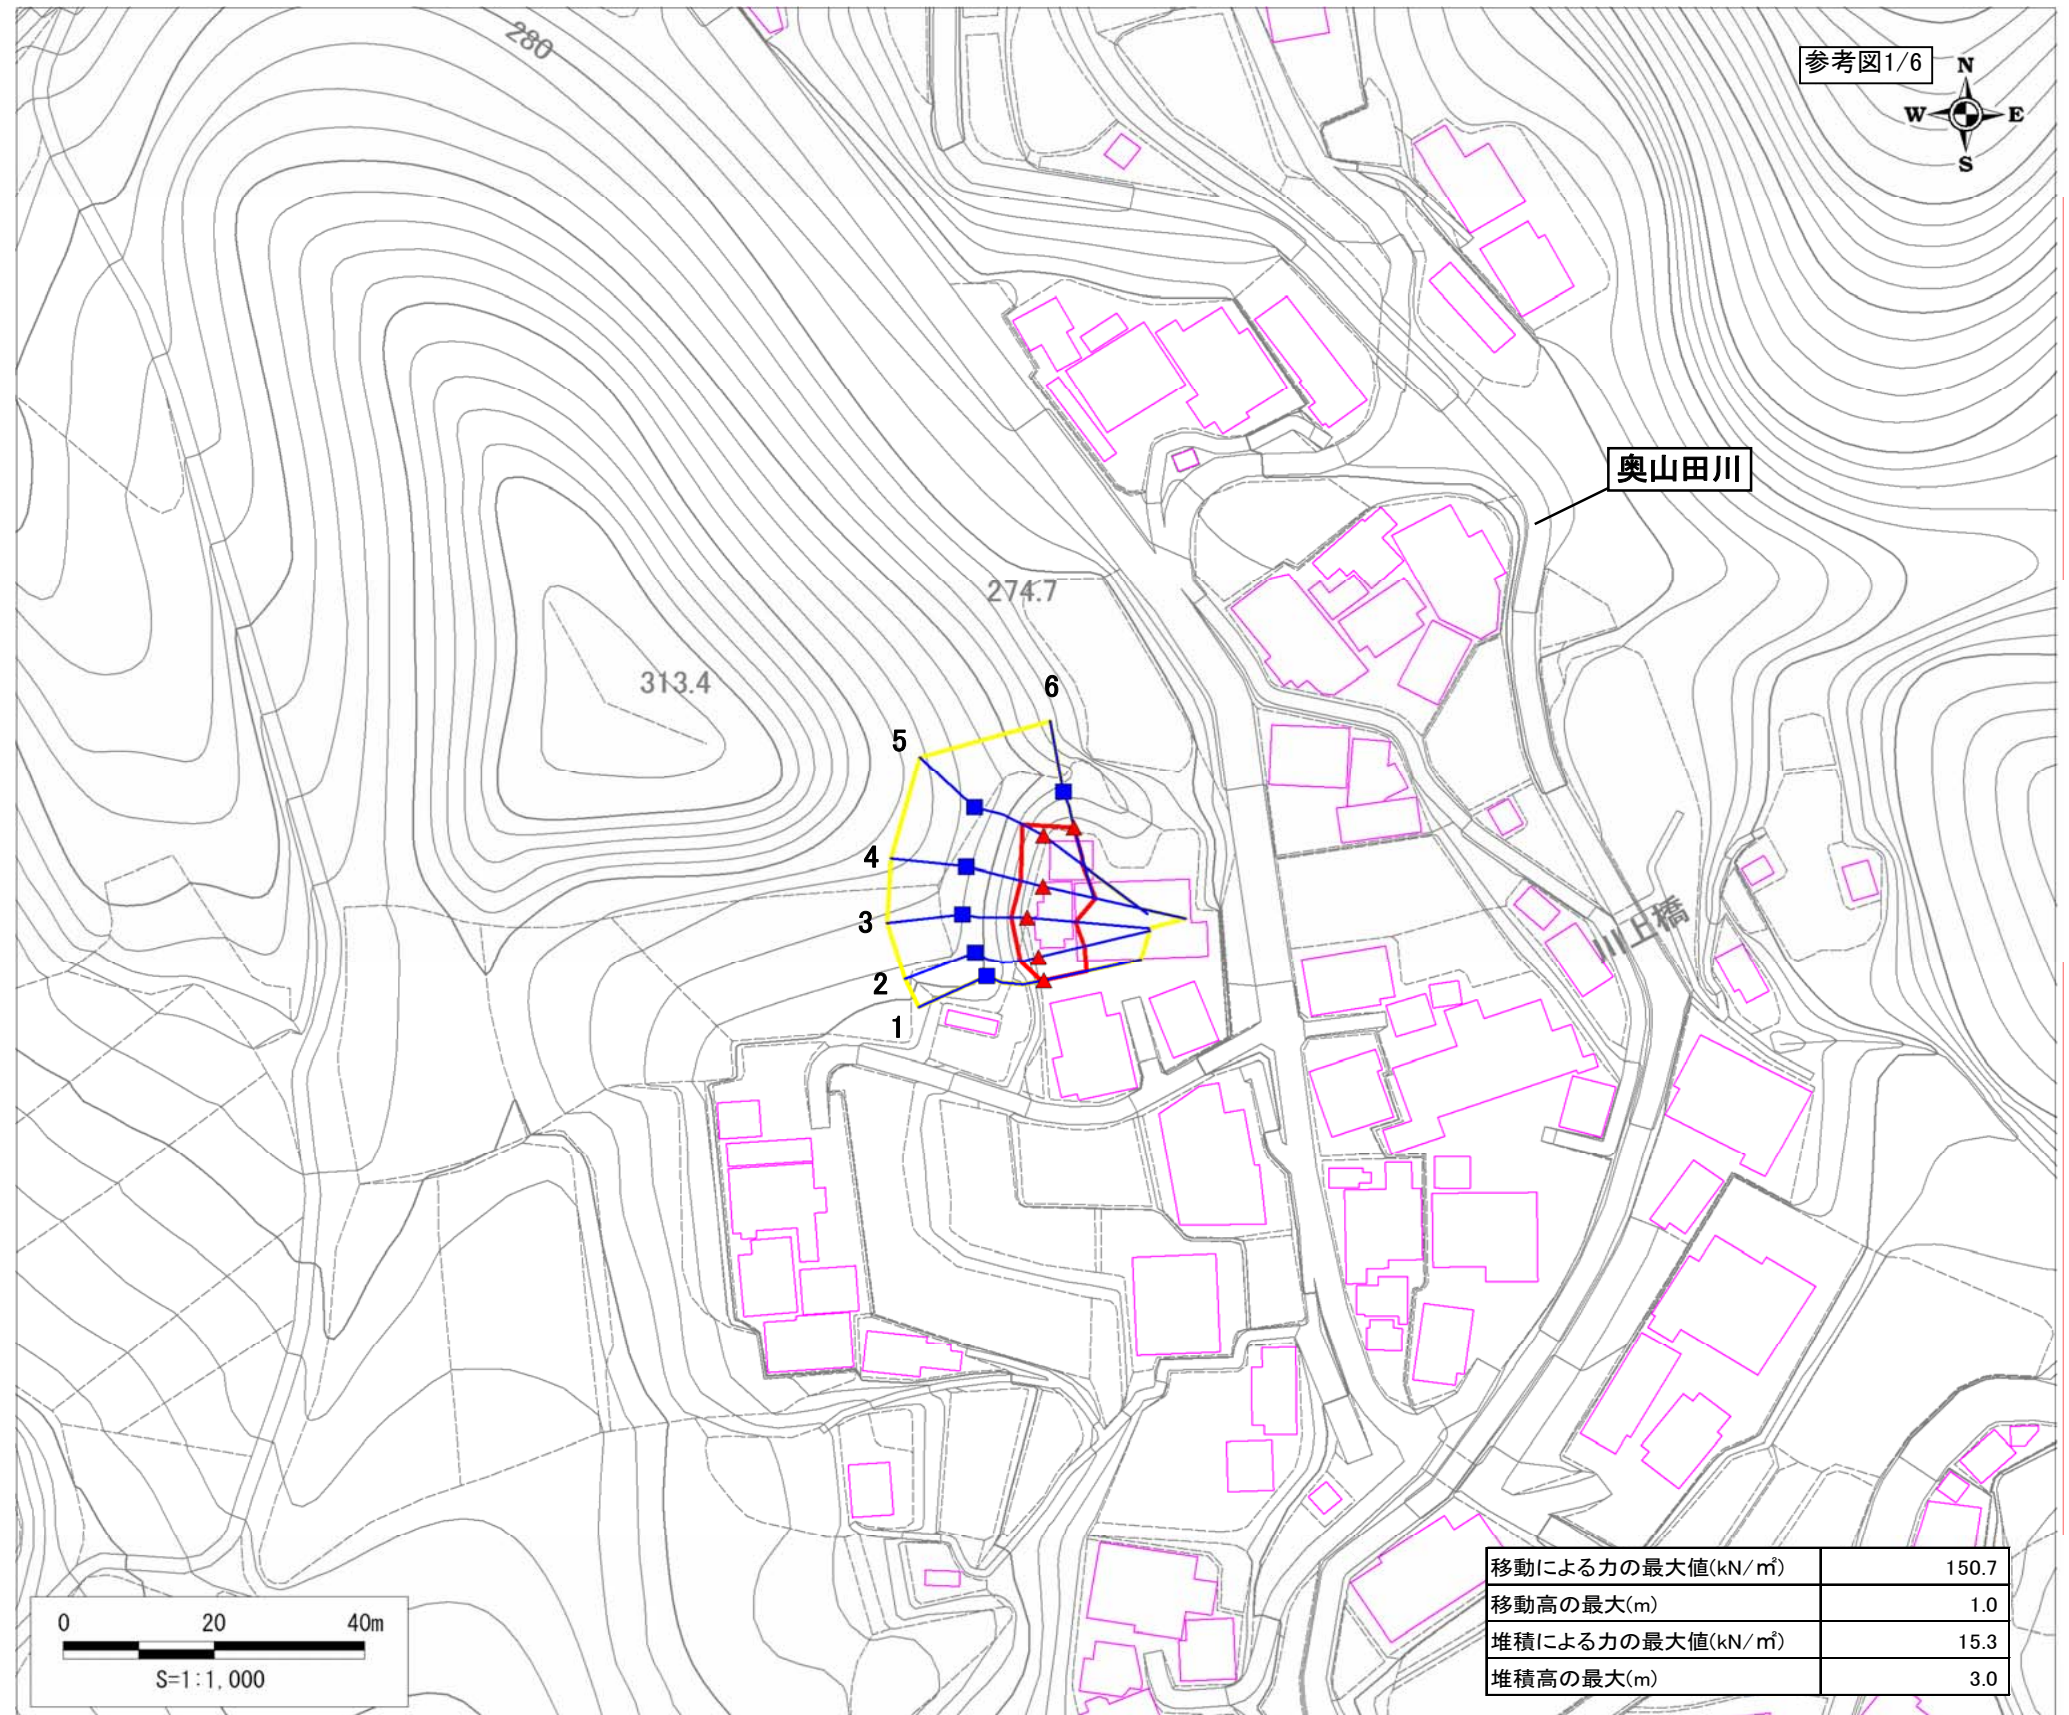 280
参考図1/6
N
W E
S
奥山田川
274.7
313.4
6
5
4
3
2
1
川上橋
移動による力の最大値(kN/㎡) 150.7
移動高の最大(m) 1.0
堆積による力の最大値(kN/㎡) 15.3
堆積高の最大(m) 3.0
0 20 40m
S=1:1,000